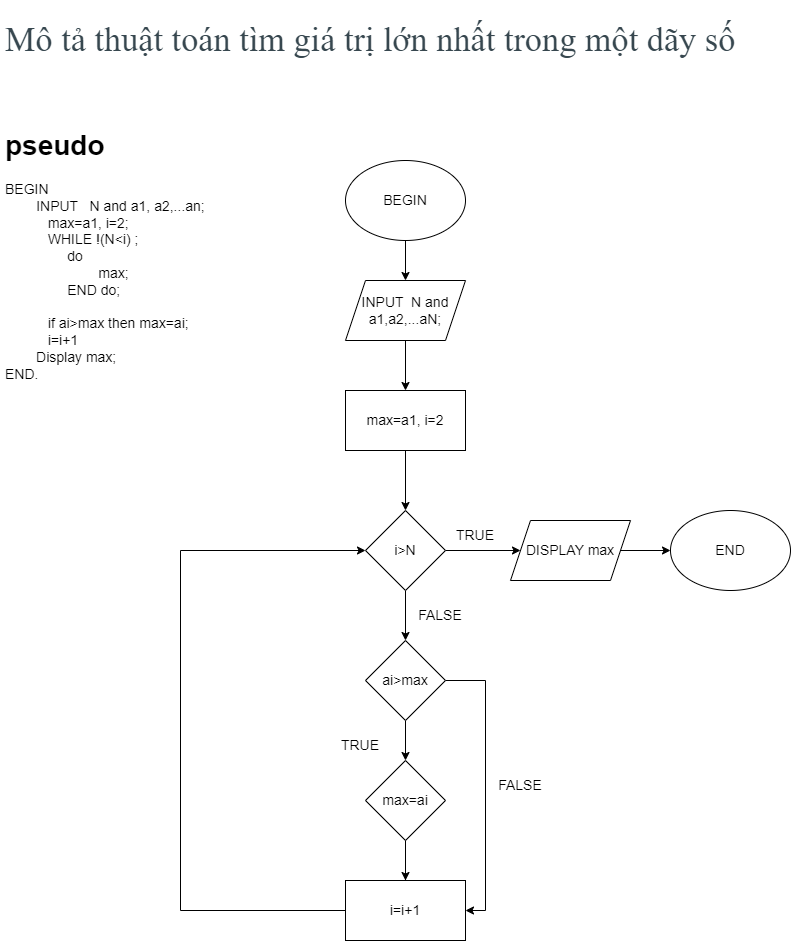 Mô tả thuật toán tìm giá trị lớn nhất trong một dãy số
pseudo
BEGIN
INPUT N and a1, a2,...an;
max=a1, i=2;
WHILE !(N<i) ;
do
max;
END do;
if ai>max then max=ai;
i=i+1
Display max;
END.
BEGIN
INPUT N and
a1,a2,...aN;
max=a1, i=2
i>N
TRUE
DISPLAY max
END
FALSE
ai>max
TRUE
max=ai
FALSE
i=i+1